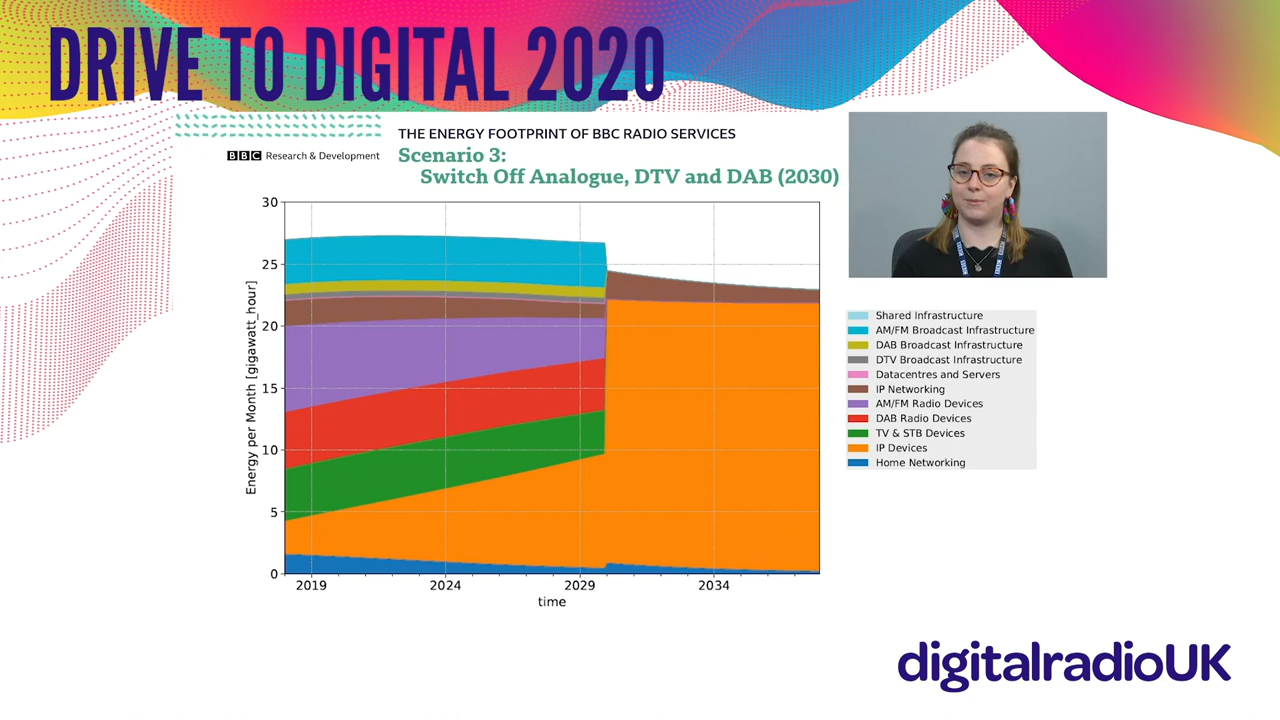 DRIVE TO DIGITAL 2020
THE ENERGY FOOTPRINT OF BBC RADIO SERVICES
BBC Research & Development
Scenario 3:
Switch Off Analogue, DTV and DAB (2030)
30
25
20
15
10
5
0
Energy per Month [gigawatt_hour]
2019
2024
2029
2034
time
Shared Infrastructure
AM/FM Broadcast Infrastructure
DAB Broadcast Infrastructure
DTV Broadcast Infrastructure
Datacentres and Servers
IP Networking
AM/FM Radio Devices
DAB Radio Devices
TV & STB Devices
IP Devices
Home Networking
digitalradioUK